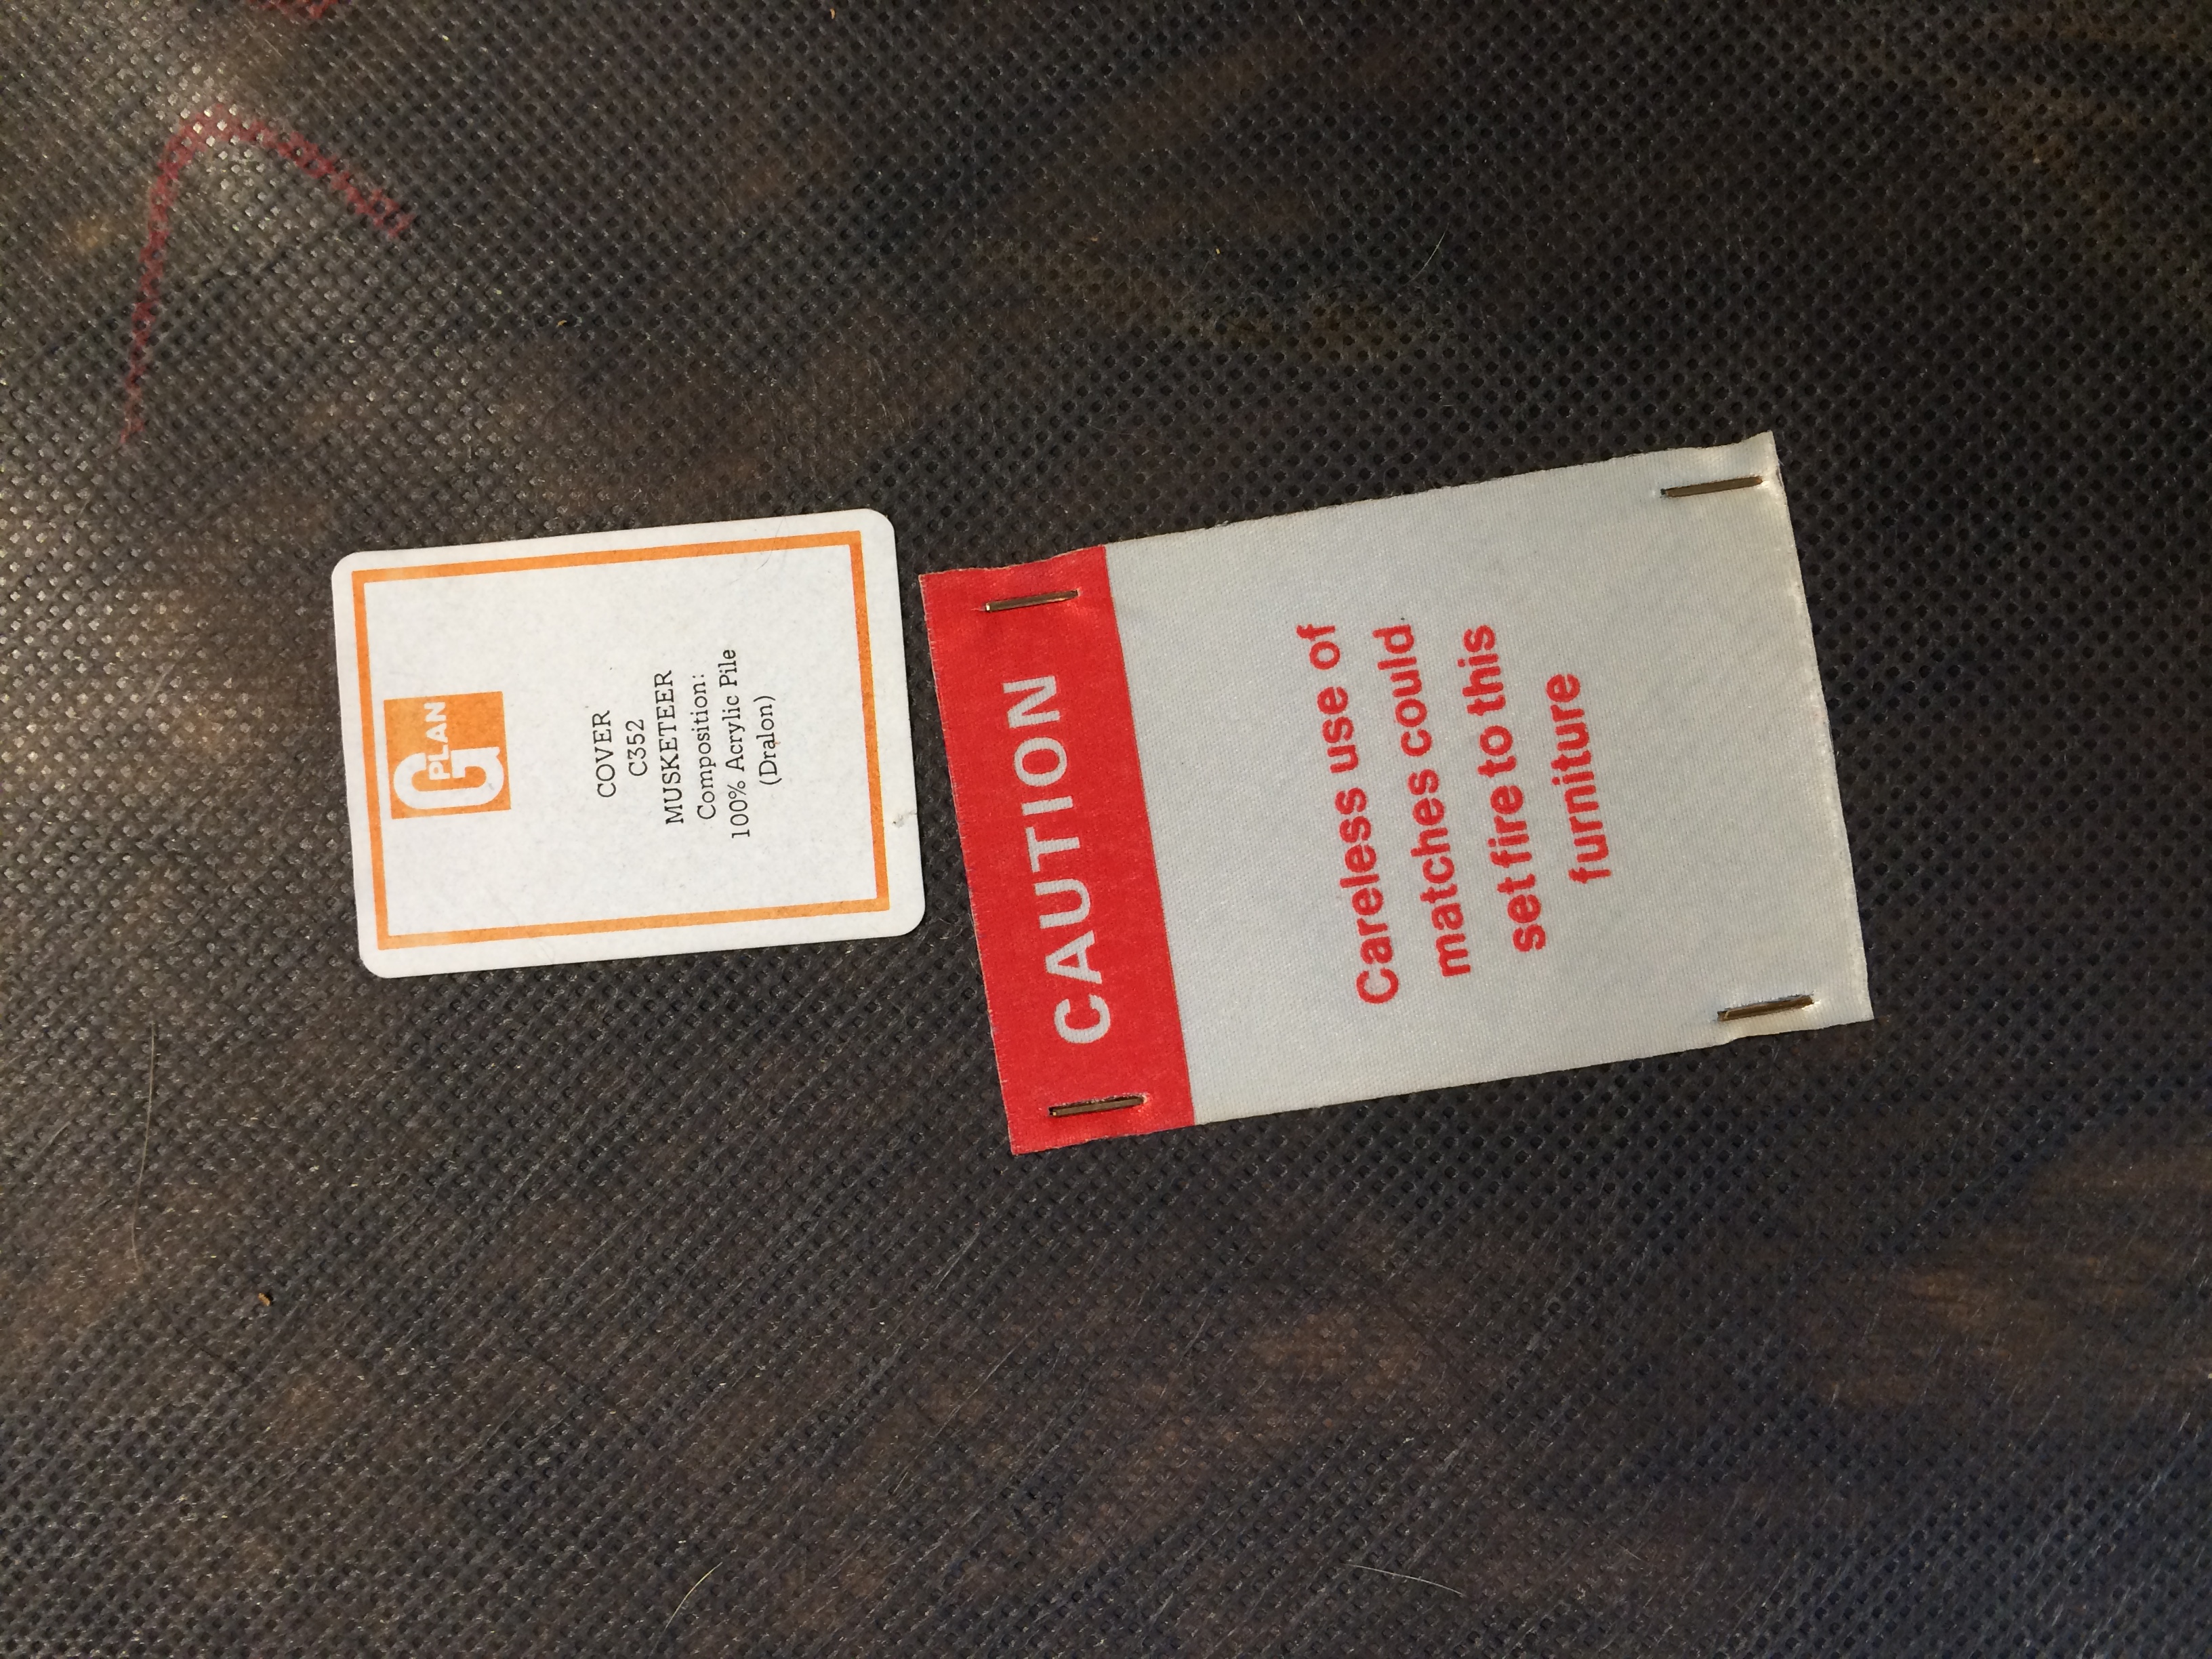 G PLAN
COVER
C352
MUSKETEER
Composition:
100% Acrylic Pile
(Dralon)
CAUTION
Careless use of
matches could
set fire to this
furniture